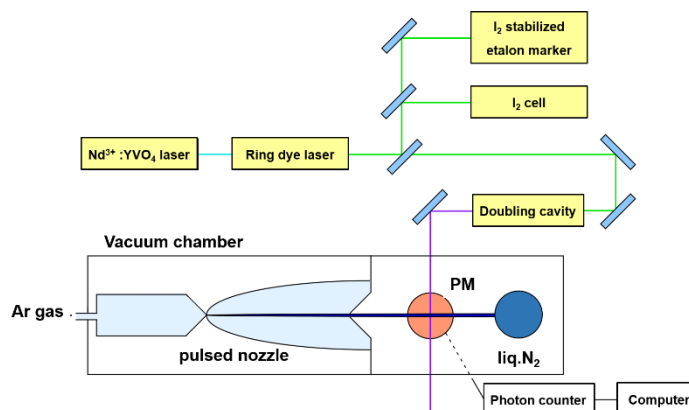 I₂ stabilized
etalon marker
I₂ cell
Nd³⁺ :YVO₄ laser
Ring dye laser
Doubling cavity
Vacuum chamber
PM
Ar gas
pulsed nozzle
liq.N₂
Photon counter
Computer